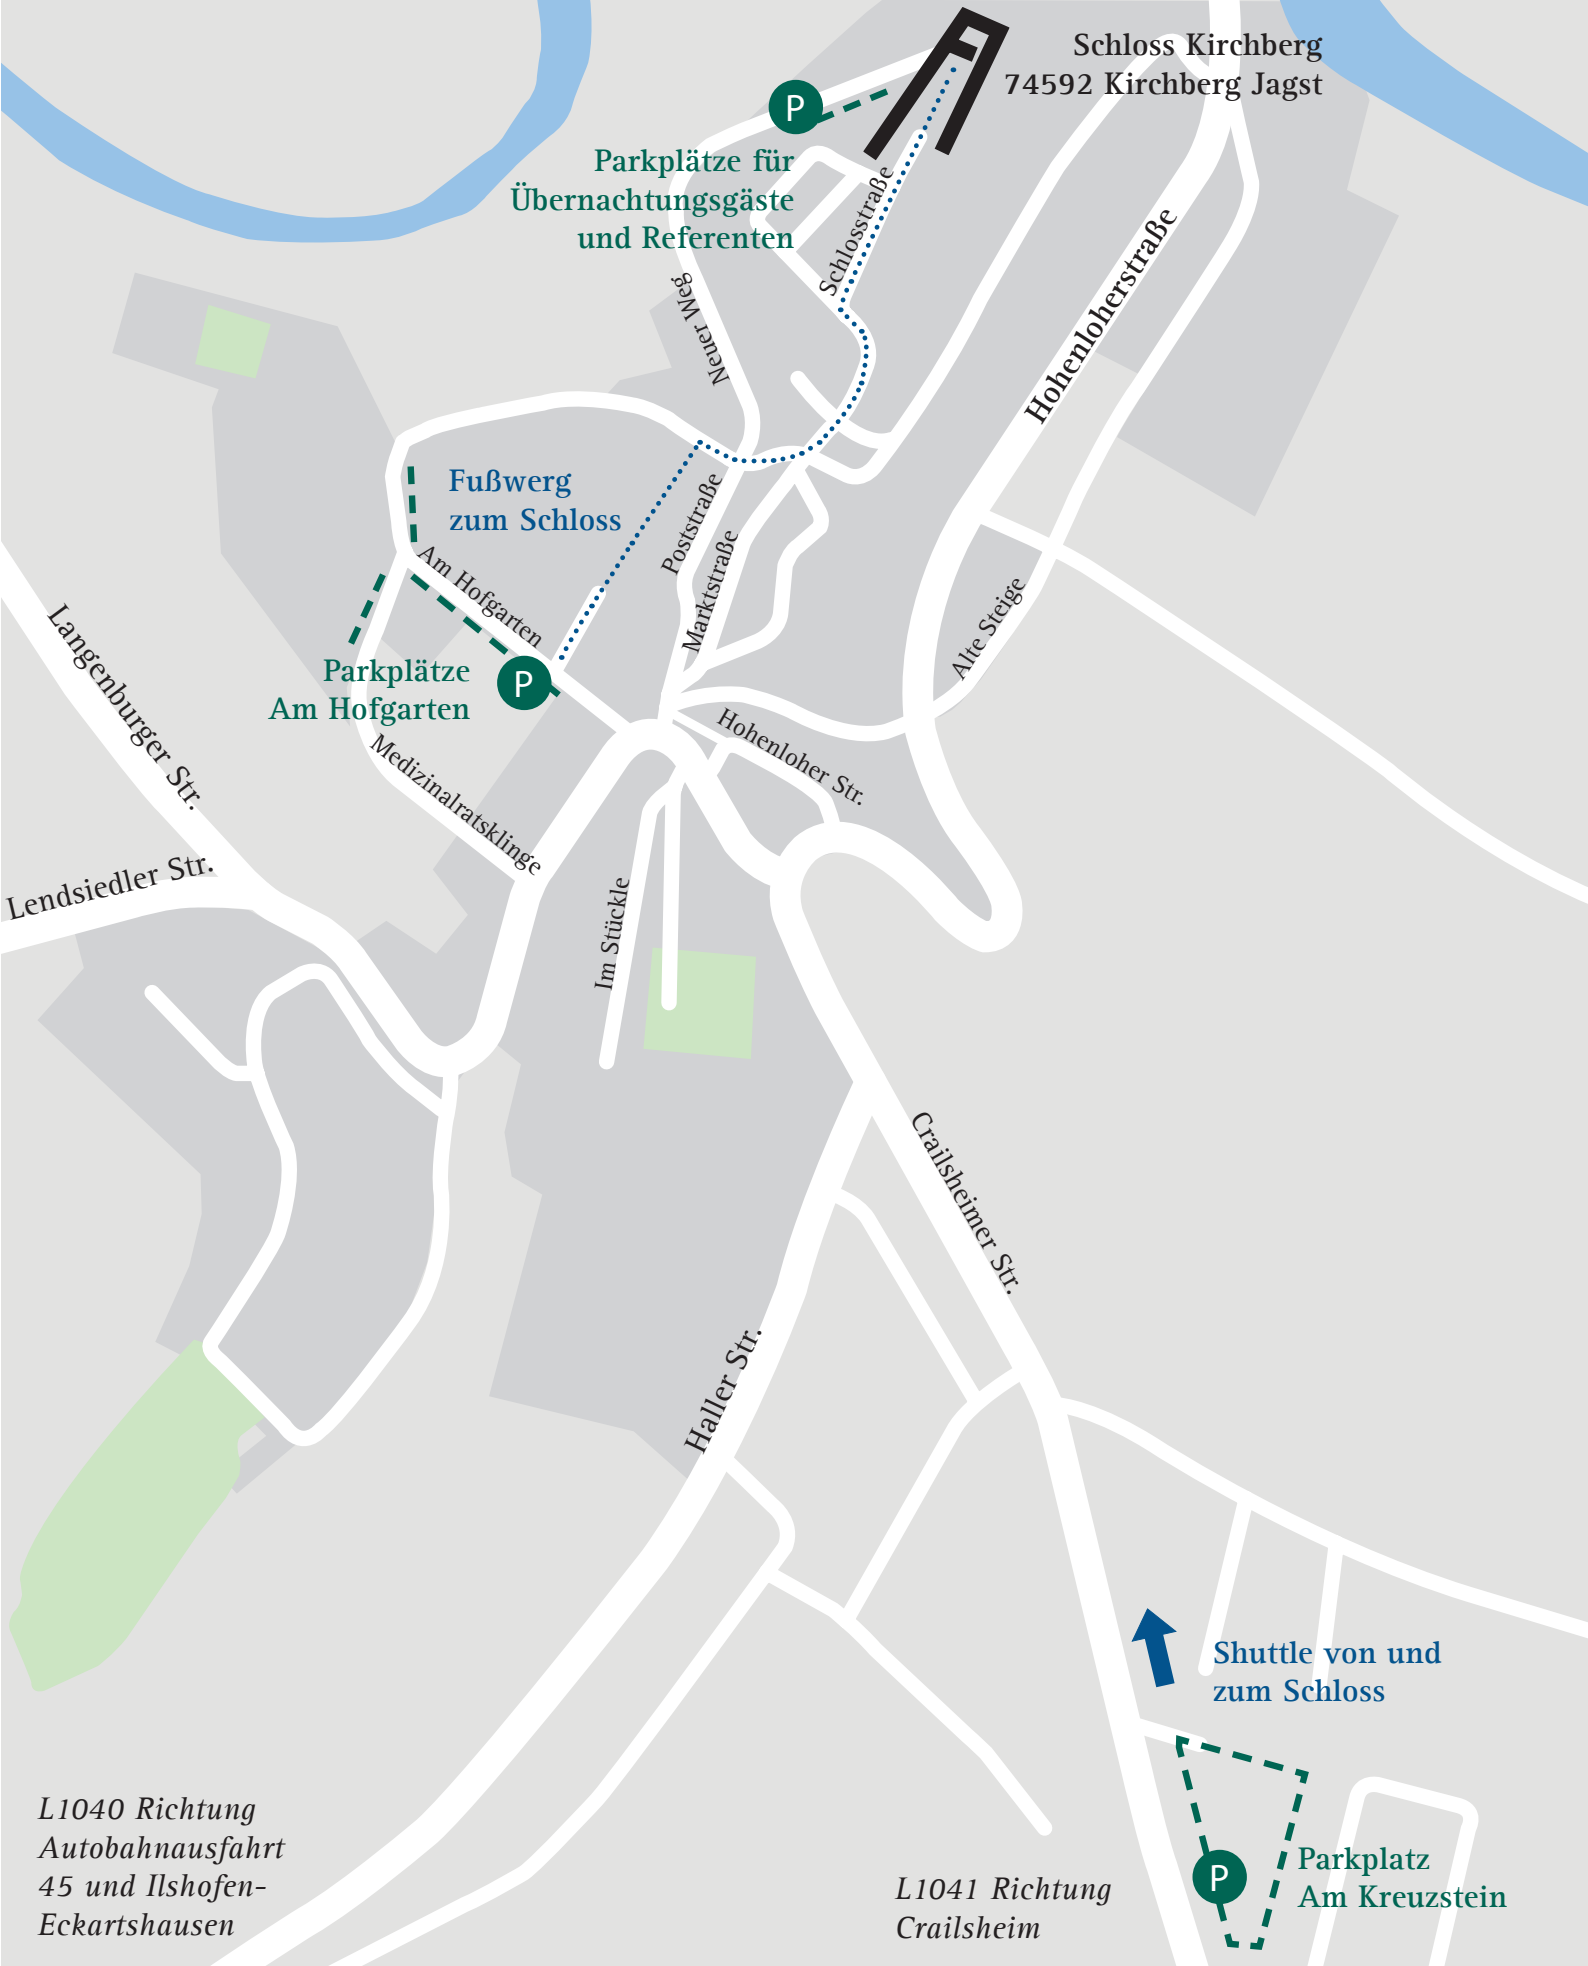 Schloss Kirchberg
74592 Kirchberg Jagst
P
Parkplätze für
Übernachtungsgäste
und Referenten
Schlosstraße
Neuer Weg
Hohenloherstraße
Fußwerg
zum Schloss
Poststraße
Marktstraße
Am Hofgarten
Alte Steige
Langenburger Str.
Parkplätze
Am Hofgarten
P
Hohenloher Str.
Medizinalratsklinge
Lendsiedler Str.
Im Stückle
Crailsheimer Str.
Haller Str.
Shuttle von und
zum Schloss
L1040 Richtung
Autobahnausfahrt
45 und Ilshofen-
Eckartshausen
L1041 Richtung
Crailsheim
P
Parkplatz
Am Kreuzstein